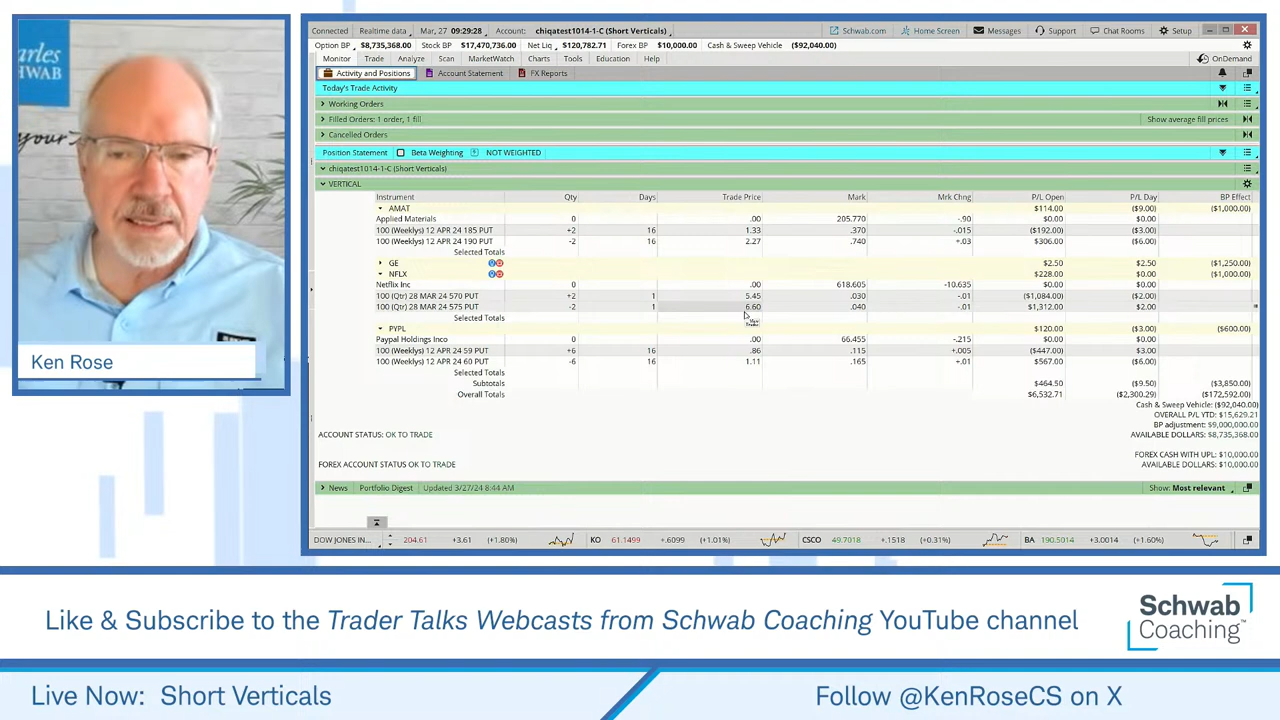 arles
HWAB
your
Ken Rose
Connected Realtime data Mar, 27 09:29:28 Account: chiqatest1014-1-C (Short Verticals) Schwab.com Home Screen Messages Support Chat Rooms Setup
Option BP $8,735,368.00 Stock BP $17,470,736.00 Net Liq $120,782.71 Forex BP $10,000.00 Cash & Sweep Vehicle ($92,040.00)
Monitor Trade Analyze Scan MarketWatch Charts Tools Education Help OnDemand
Activity and Positions Account Statement FX Reports
Today's Trade Activity
Working Orders
Filled Orders: 1 order, 1 fill Show average fill prices
Cancelled Orders
Position Statement Beta Weighting NOT WEIGHTED
chiqatest1014-1-C (Short Verticals)
VERTICAL
Instrument Qty Days Trade Price Mark Mrk Chng P/L Open P/L Day BP Effect
AMAT $114.00 ($9.00) ($1,000.00)
Applied Materials 0 .00 205.770 -.90 $0.00 $0.00
100 (Weeklys) 12 APR 24 185 PUT +2 16 1.33 .370 -.015 ($192.00) ($3.00)
100 (Weeklys) 12 APR 24 190 PUT -2 16 2.27 .740 +.03 $306.00 ($6.00)
Selected Totals
GE $2.50 $2.50 ($1,250.00)
NFLX $228.00 $0.00 ($1,000.00)
Netflix Inc 0 .00 618.605 -10.635 $0.00 $0.00
100 (Qtr) 28 MAR 24 570 PUT +2 1 5.45 .030 -.01 ($1,084.00) ($2.00)
100 (Qtr) 28 MAR 24 575 PUT -2 1 6.60 .040 -.01 $1,312.00 $2.00
Selected Totals
PYPL $120.00 ($3.00) ($600.00)
Paypal Holdings Inco 0 .00 66.455 -.215 $0.00 $0.00
100 (Weeklys) 12 APR 24 59 PUT +6 16 .86 .115 +.005 ($447.00) $3.00
100 (Weeklys) 12 APR 24 60 PUT -6 16 1.11 .165 +.01 $567.00 ($6.00)
Selected Totals
Subtotals $464.50 ($9.50) ($3,850.00)
Overall Totals $6,532.71 ($2,300.29) ($172,592.00)
Cash & Sweep Vehicle: ($92,040.00)
OVERALL P/L YTD: $15,629.21
BP adjustment: $9,000,000.00
ACCOUNT STATUS: OK TO TRADE AVAILABLE DOLLARS: $8,735,368.00
FOREX CASH WITH UPL: $10,000.00
FOREX ACCOUNT STATUS OK TO TRADE AVAILABLE DOLLARS: $10,000.00
News Portfolio Digest Updated 3/27/24 8:44 AM Show: Most relevant
DOW JONES IN... 204.61 +3.61 (+1.80%) KO 61.1499 +.6099 (+1.01%) CSCO 49.7018 +.1518 (+0.31%) BA 190.5014 +3.0014 (+1.60%)
Like & Subscribe to the Trader Talks Webcasts from Schwab Coaching YouTube channel
Schwab
Coaching™
Live Now: Short Verticals
Follow @KenRoseCS on X